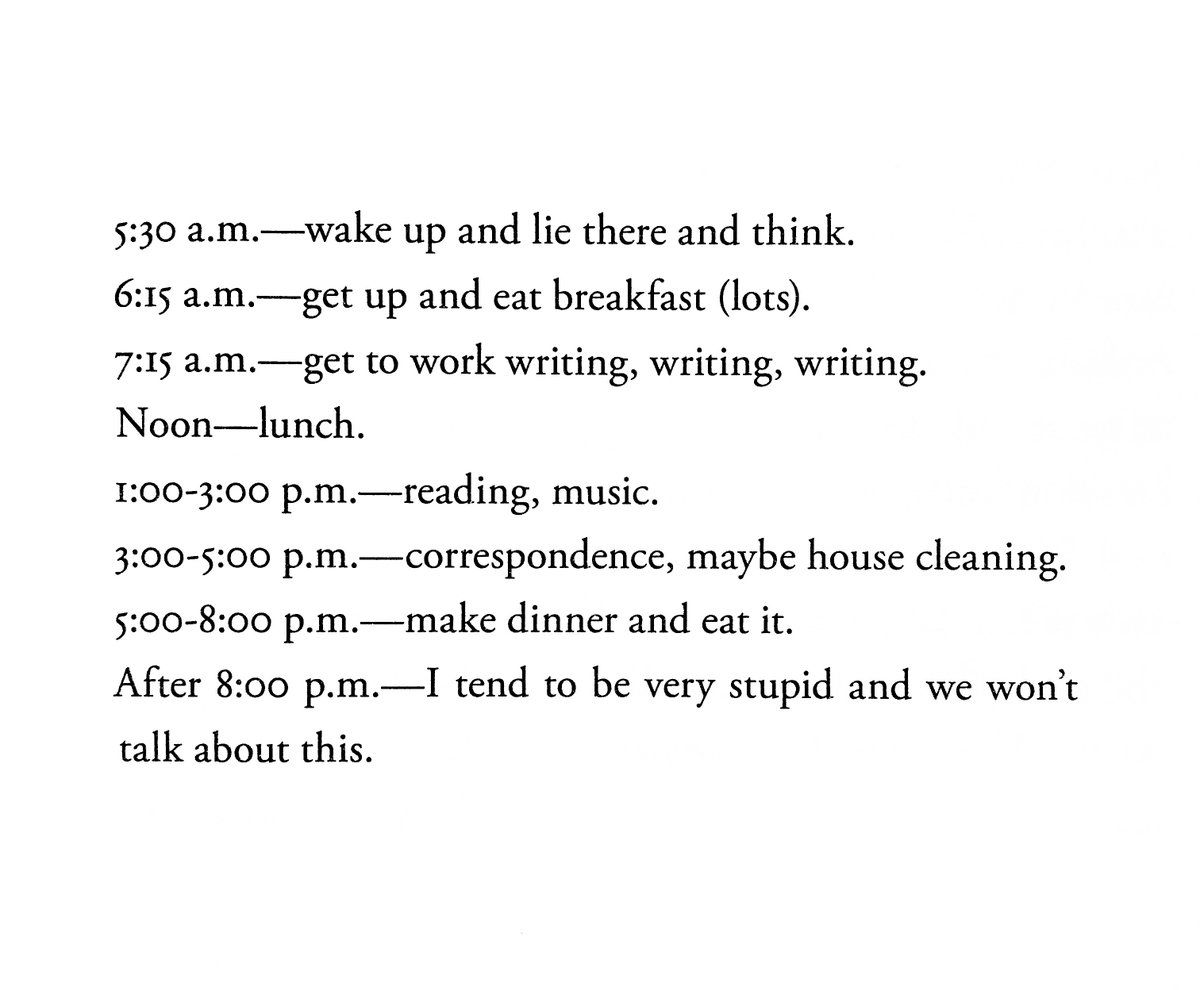 5:30 a.m.—wake up and lie there and think.
6:15 a.m.—get up and eat breakfast (lots).
7:15 a.m.—get to work writing, writing, writing.
Noon—lunch.
1:00-3:00 p.m.—reading, music.
3:00-5:00 p.m.—correspondence, maybe house cleaning.
5:00-8:00 p.m.—make dinner and eat it.
After 8:00 p.m.—I tend to be very stupid and we won’t
talk about this.